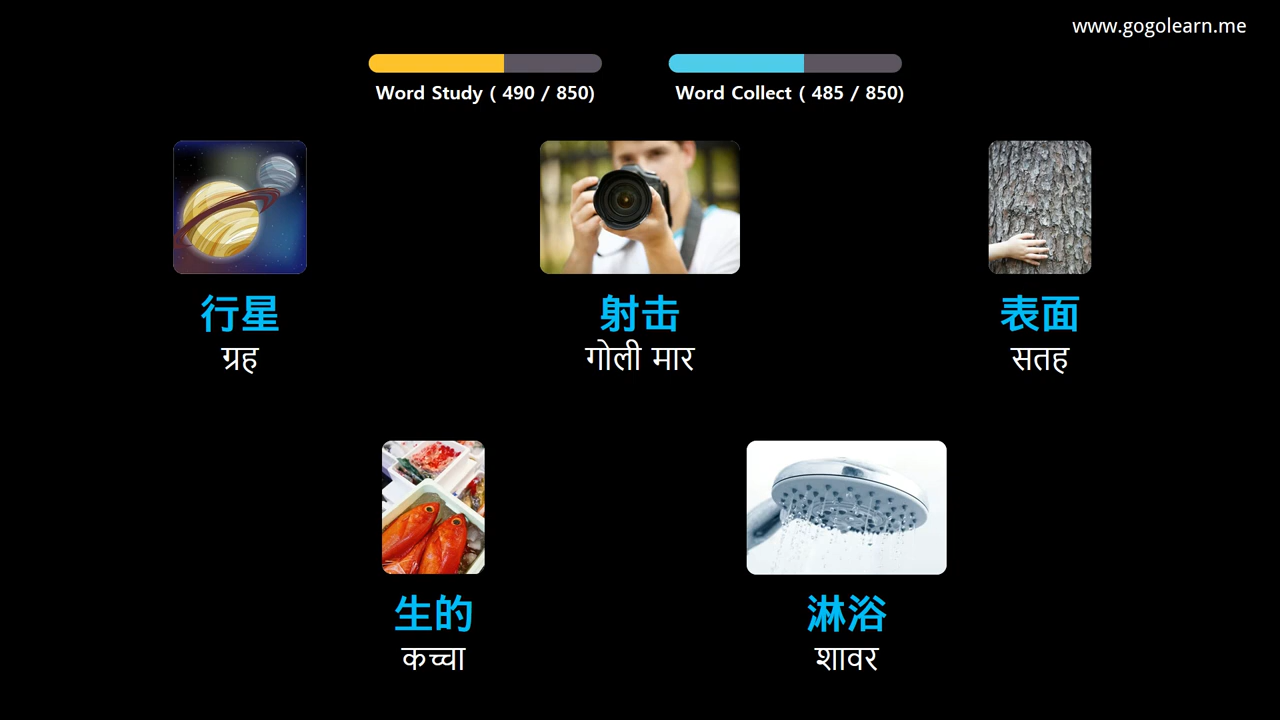 www.gogolearn.me
Word Study ( 490 / 850)
Word Collect ( 485 / 850)
行星
ग्रह
射击
गोली मार
表面
सतह
生的
कच्चा
淋浴
शावर